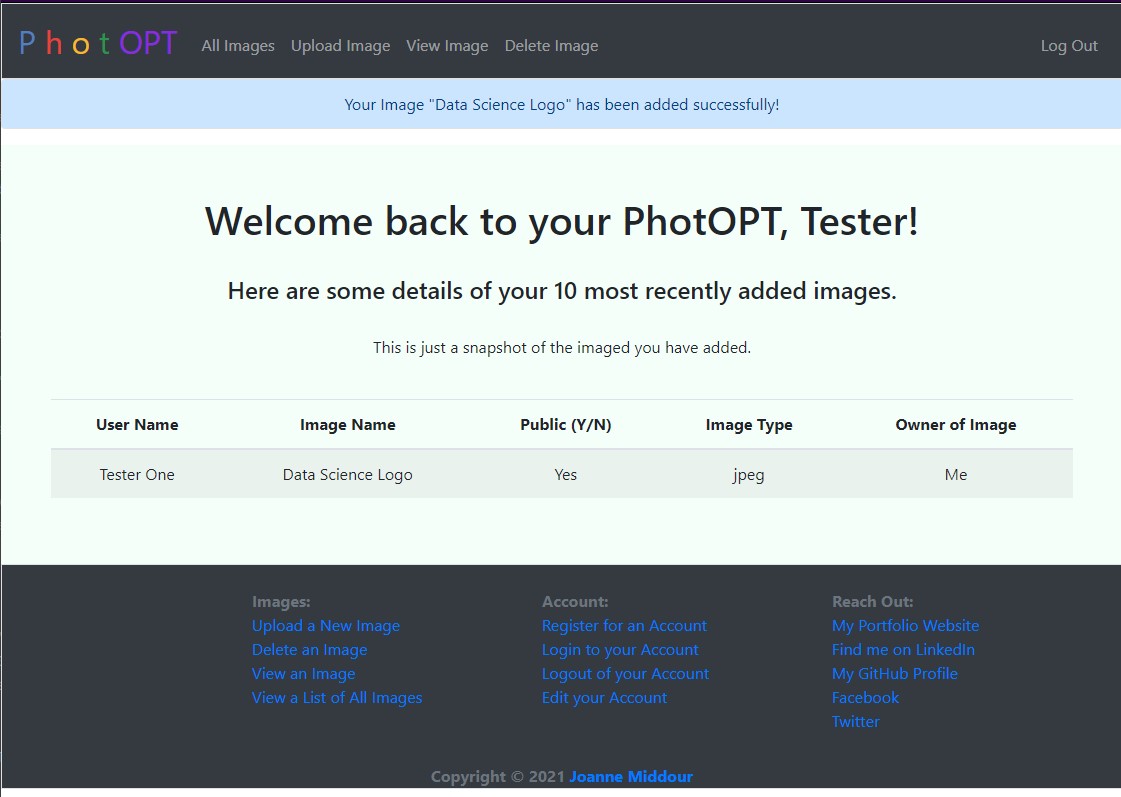 P h o t OPT All Images Upload Image View Image Delete Image Log Out
Your Image "Data Science Logo" has been added successfully!
Welcome back to your PhotOPT, Tester!
Here are some details of your 10 most recently added images.
This is just a snapshot of the imaged you have added.
User Name Image Name Public (Y/N) Image Type Owner of Image
Tester One Data Science Logo Yes jpeg Me
Images:
Upload a New Image
Delete an Image
View an Image
View a List of All Images
Account:
Register for an Account
Login to your Account
Logout of your Account
Edit your Account
Reach Out:
My Portfolio Website
Find me on LinkedIn
My GitHub Profile
Facebook
Twitter
Copyright © 2021 Joanne Middour